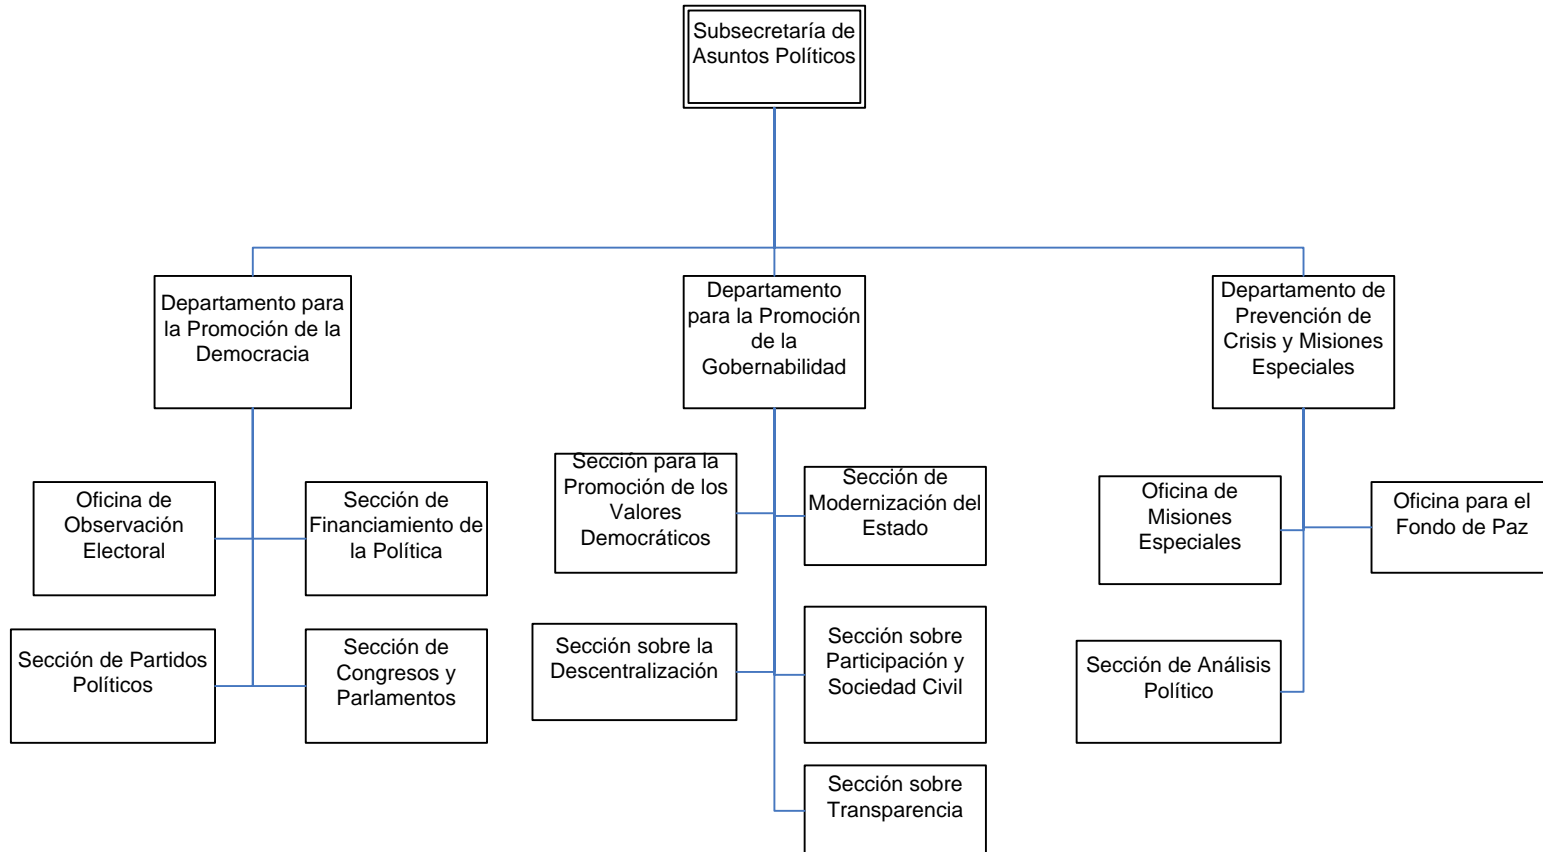 Subsecretaría de
Asuntos Políticos
Departamento para
la Promoción de la
Democracia
Departamento
para la Promoción
de la
Gobernabilidad
Departamento de
Prevención de
Crisis y Misiones
Especiales
Oficina de
Observación
Electoral
Sección de
Financiamiento de
la Política
Sección de Partidos
Políticos
Sección de
Congresos y
Parlamentos
Sección para la
Promoción de los
Valores
Democráticos
Sección de
Modernización del
Estado
Sección sobre la
Descentralización
Sección sobre
Participación y
Sociedad Civil
Sección sobre
Transparencia
Oficina de
Misiones
Especiales
Oficina para el
Fondo de Paz
Sección de Análisis
Político